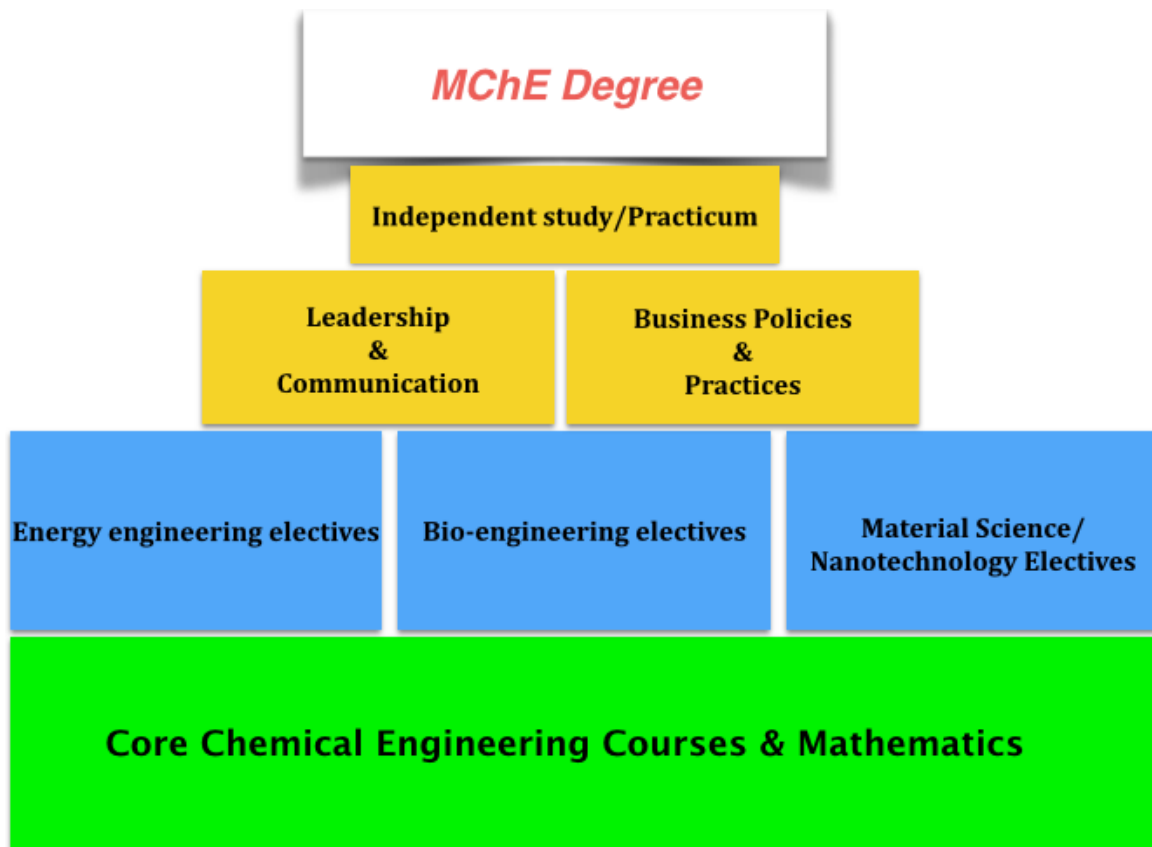 MChE Degree
Independent study/Practicum
Leadership
&
Communication
Business Policies
&
Practices
Energy engineering electives
Bio-engineering electives
Material Science/
Nanotechnology Electives
Core Chemical Engineering Courses & Mathematics